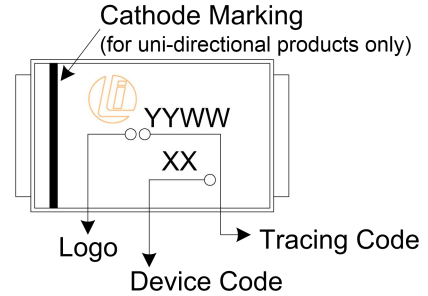 Cathode Marking
(for uni-directional products only)
YYWW
XX
Logo
Tracing Code
Device Code